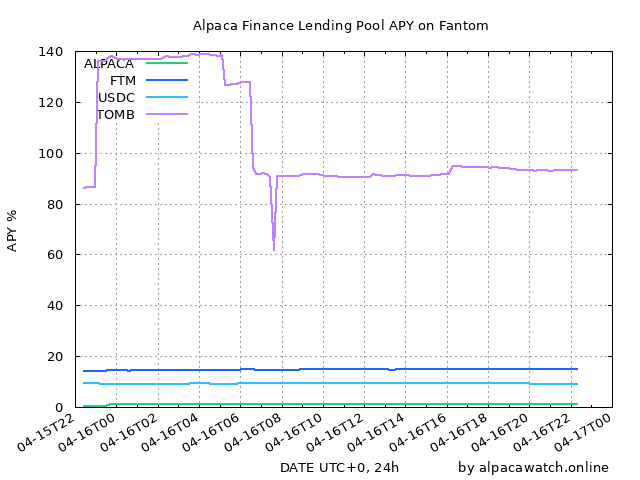 Alpaca Finance Lending Pool APY on Fantom
140
120
100
80
60
40
20
0
APY %
ALPACA
FTM
USDC
TOMB
04-15T22
04-16T00
04-16T02
04-16T04
04-16T06
04-16T08
04-16T10
04-16T12
04-16T14
04-16T16
04-16T18
04-16T20
04-16T22
04-17T00
DATE UTC+0, 24h
by alpacawatch.online